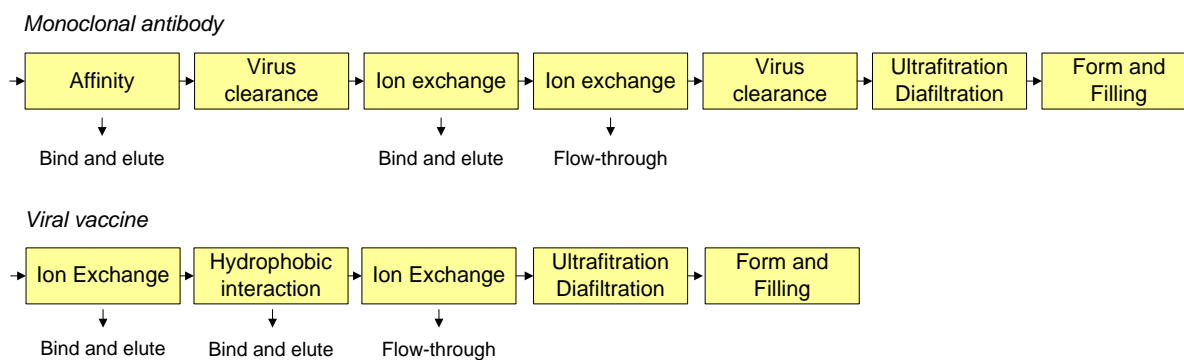 Monoclonal antibody
Affinity
Virus
clearance
Ion exchange
Ion exchange
Virus
clearance
Ultrafitration
Diafiltration
Form and
Filling
Bind and elute
Bind and elute
Flow-through
Viral vaccine
Ion Exchange
Hydrophobic
interaction
Ion Exchange
Ultrafitration
Diafiltration
Form and
Filling
Bind and elute
Bind and elute
Flow-through